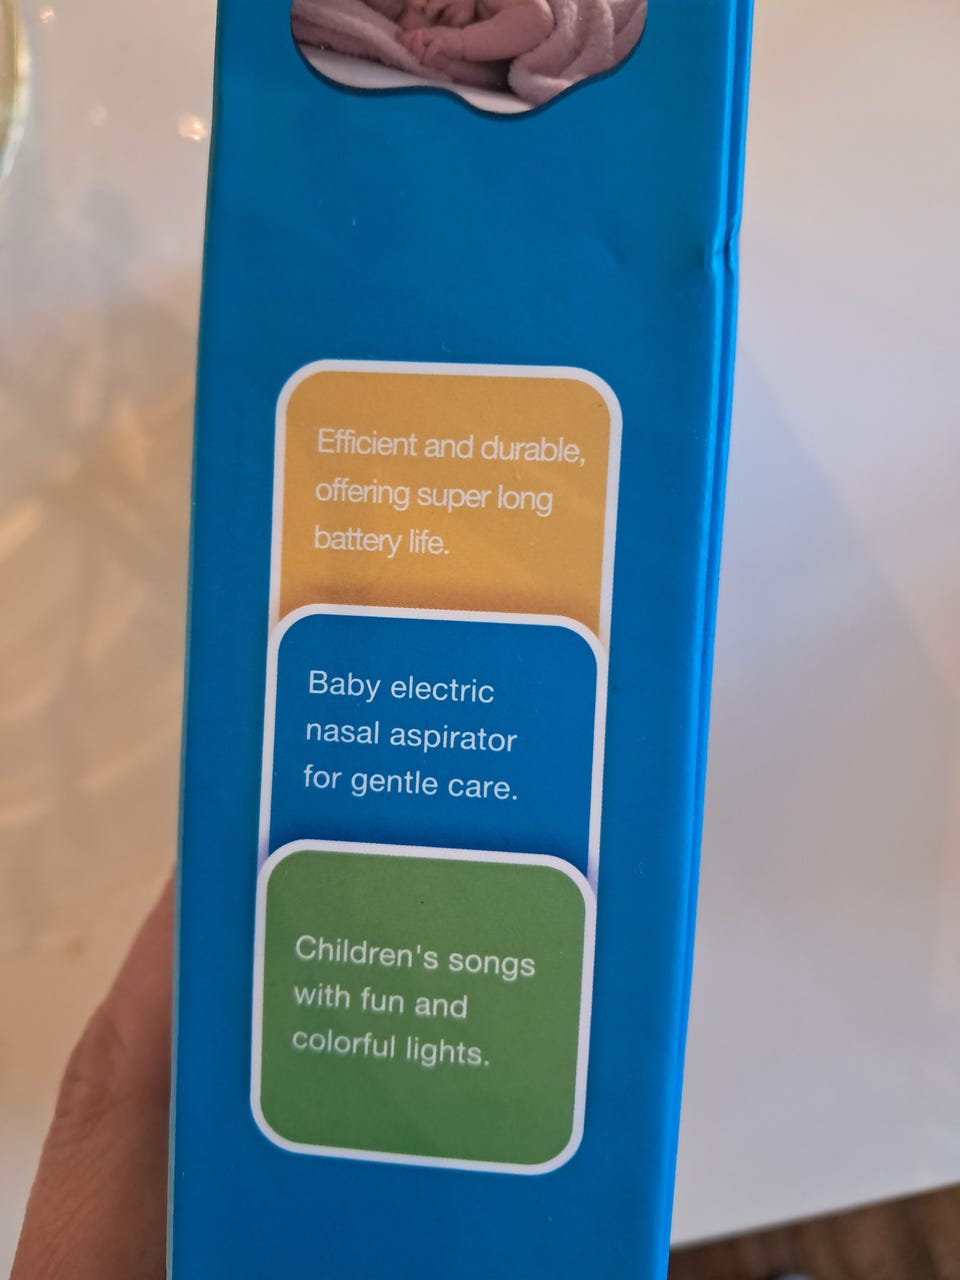 Efficient and durable,
offering super long
battery life.
Baby electric
nasal aspirator
for gentle care.
Children's songs
with fun and
colorful lights.